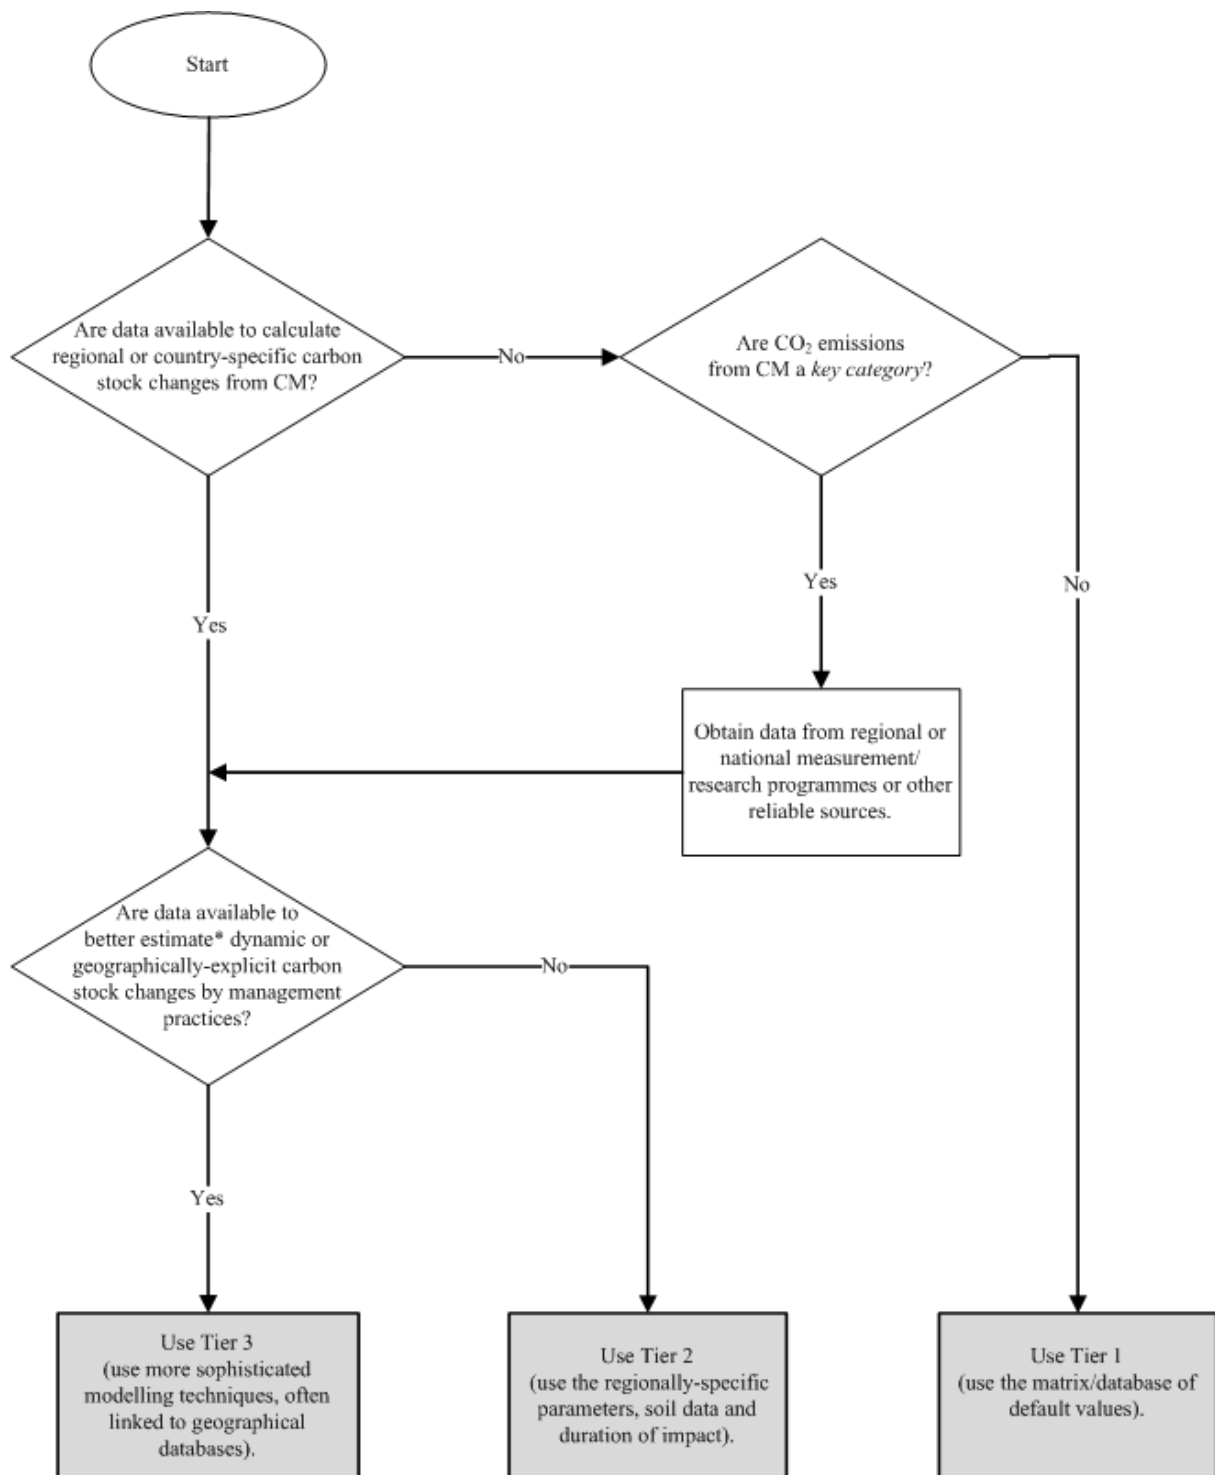 Start
Are data available to calculate
regional or country-specific carbon
stock changes from CM?
No
Are CO₂ emissions
from CM a key category?
Yes
No
Yes
Obtain data from regional or
national measurement/
research programmes or other
reliable sources.
Are data available to
better estimate* dynamic or
geographically-explicit carbon
stock changes by management
practices?
No
Yes
Use Tier 3
(use more sophisticated
modelling techniques, often
linked to geographical
databases).
Use Tier 2
(use the regionally-specific
parameters, soil data and
duration of impact).
Use Tier 1
(use the matrix/database of
default values).